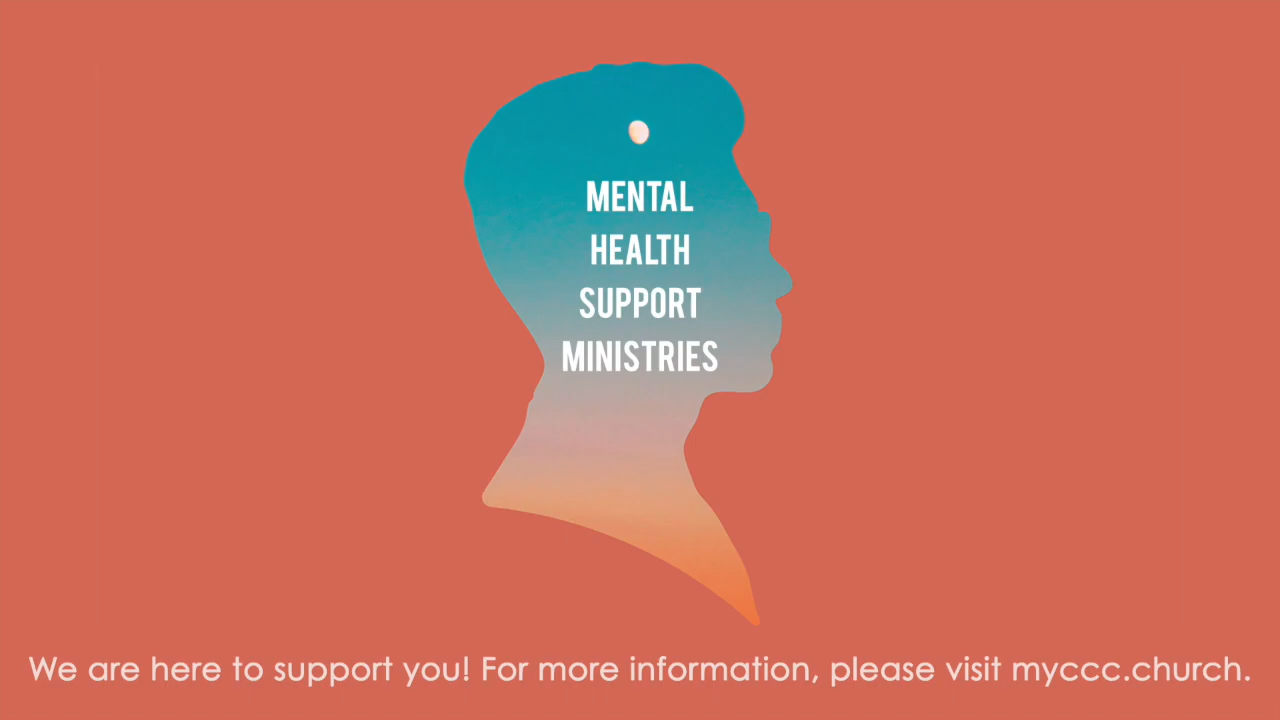 MENTAL
HEALTH
SUPPORT
MINISTRIES
We are here to support you! For more information, please visit myccc.church.